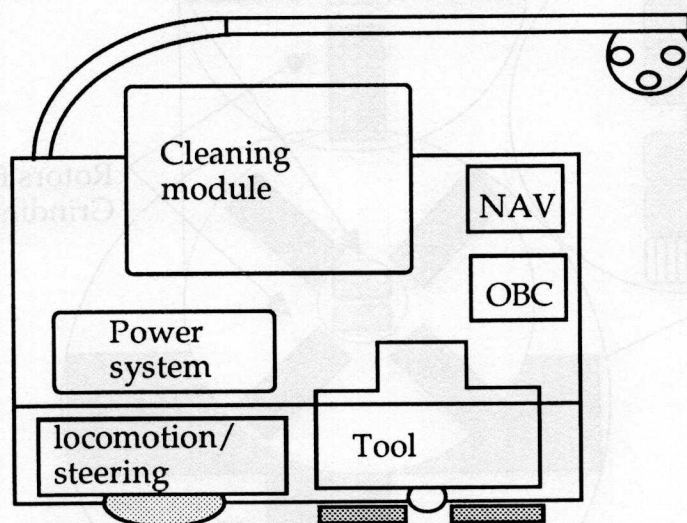 Cleaning
module
NAV
OBC
Power
system
locomotion/
steering
Tool